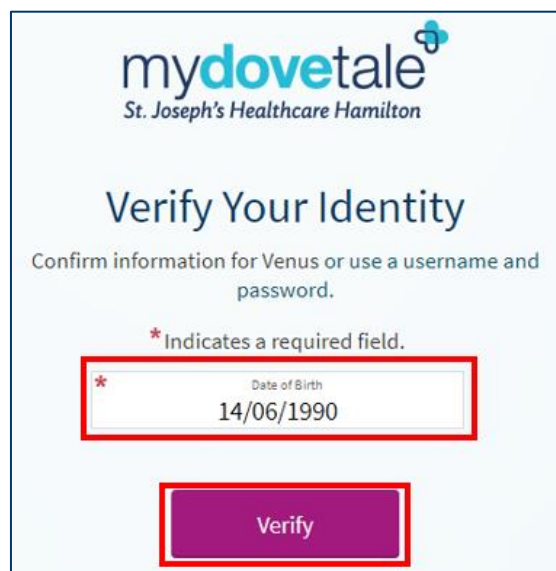 mydovetale
St. Joseph's Healthcare Hamilton
Verify Your Identity
Confirm information for Venus or use a username and
password.
*Indicates a required field.
* Date of Birth
14/06/1990
Verify